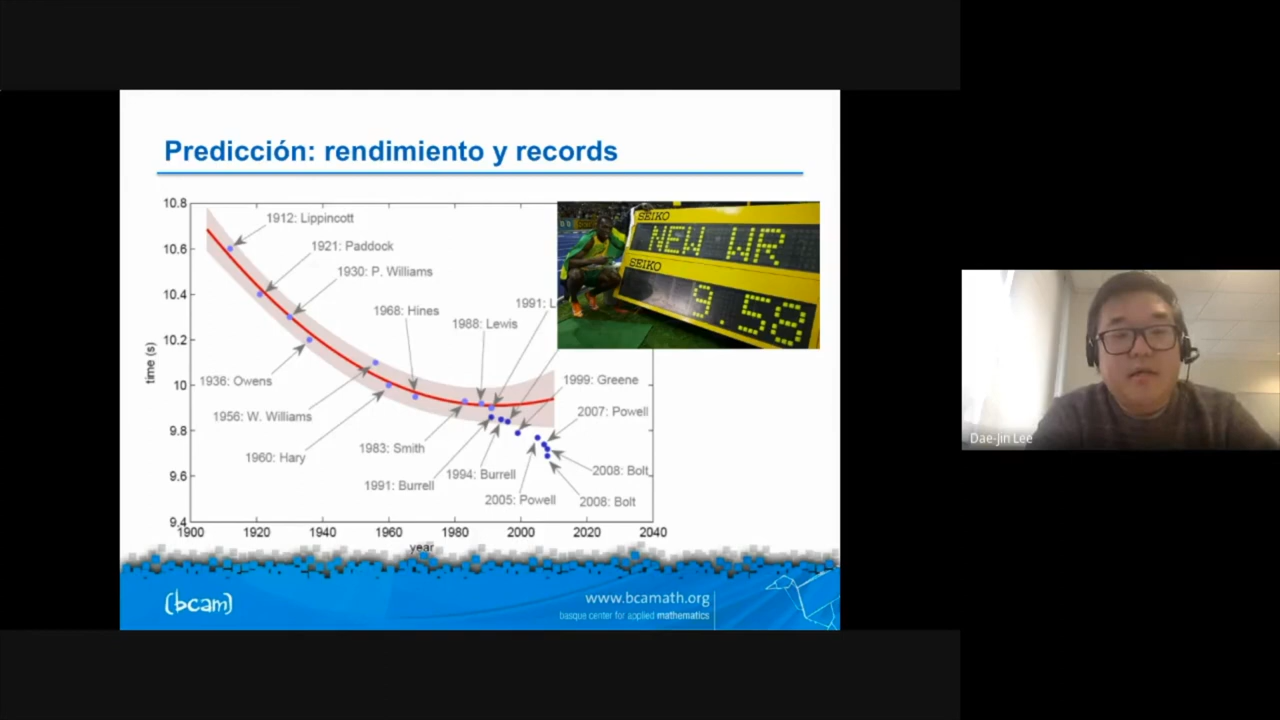 Predicción: rendimiento y records
10.8
10.6
10.4
10.2
10
9.8
9.6
9.4
time (s)
1912: Lippincott
1921: Paddock
1930: P. Williams
1968: Hines
1988: Lewis
1991: L
1936: Owens
1956: W. Williams
1960: Hary
1983: Smith
1991: Burrell
1994: Burrell
2005: Powell
1999: Greene
2007: Powell
2008: Bolt
2008: Bolt
1900 1920 1940 1960 1980 2000 2020 2040
year
SEIKO
NEW WR
SEIKO
9.58
(bcam)
www.bcamath.org
basque center for applied mathematics
Dae-jin Lee